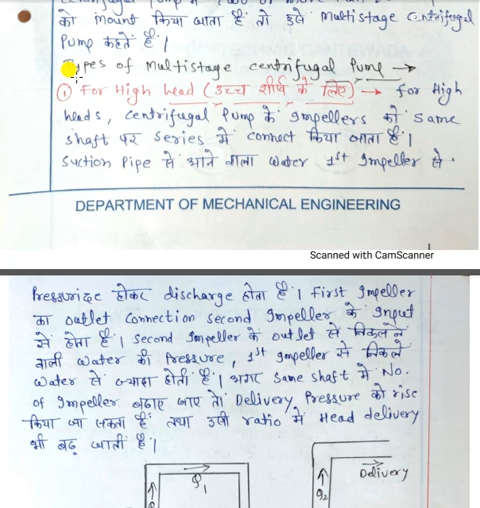 को mount किया जाता है तो इसे Multistage Centrifugal
Pump कहते हैं।
Types of Multistage centrifugal Pump →
① For High head (उच्च शीर्ष के लिए) → For High
heads, centrifugal Pump के Impellers को same
shaft पर series में connect किया जाता है।
Suction Pipe से आने वाला water 1st Impeller से
DEPARTMENT OF MECHANICAL ENGINEERING
Scanned with CamScanner
Pressurize होकर discharge होता है। First Impeller
का outlet Connection second Impeller के Input
से होता है। Second Impeller के outlet से निकलने
वाली water की Pressure, 1st Impeller से निकले
water से ज्यादा होती है। अगर same shaft में No.
of Impeller बढ़ाए जाए तो Delivery Pressure को rise
किया जा सकता है तथा उसी ratio में Head delivery
भी बढ़ जाती है।
Delivery